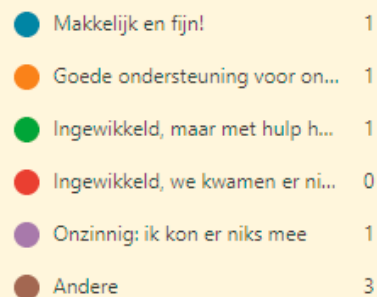 Makkelijk en fijn! 1
Goede ondersteuning voor on... 1
Ingewikkeld, maar met hulp h... 1
Ingewikkeld, we kwamen er ni... 0
Onzinnig: ik kon er niks mee 1
Andere 3